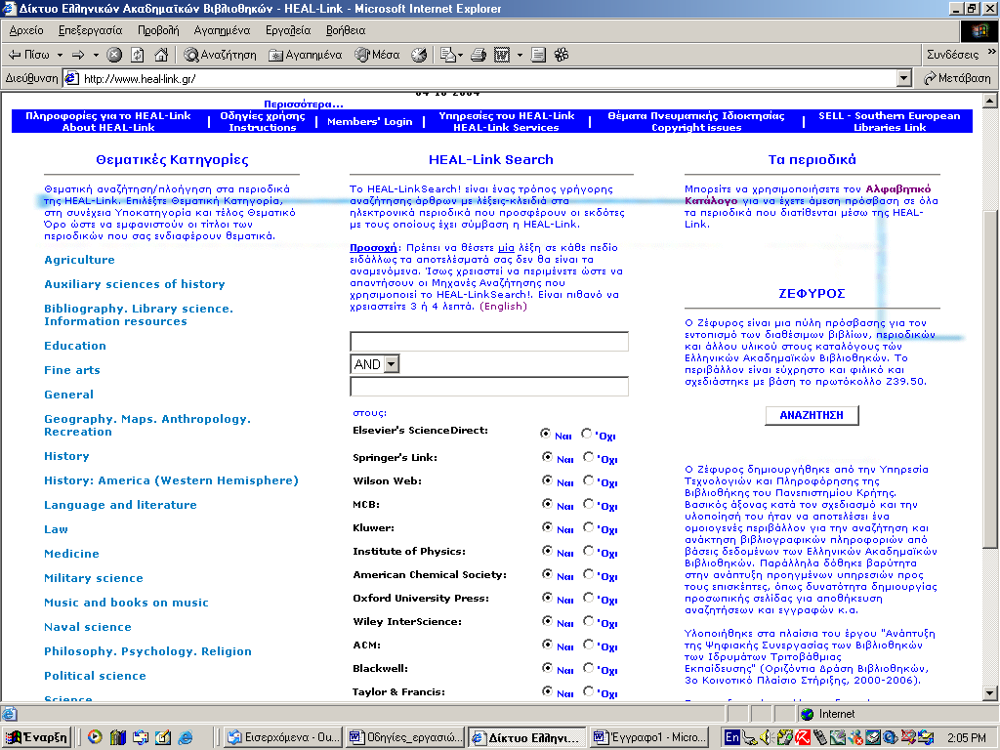 Δίκτυο Ελληνικών Ακαδημαϊκών Βιβλιοθηκών - HEAL-Link - Microsoft Internet Explorer
Αρχείο Επεξεργασία Προβολή Αγαπημένα Εργαλεία Βοήθεια
Πίσω Αναζήτηση Αγαπημένα Μέσα Συνδέσεις »
Διεύθυνση http://www.heal-link.gr/ Μετάβαση
04-10-2004
Περισσότερα...
Πληροφορίες για το HEAL-Link | Οδηγίες χρήσης | Members' Login | Υπηρεσίες του HEAL-Link | Θέματα Πνευματικής Ιδιοκτησίας | SELL - Southern European
About HEAL-Link Instructions HEAL-Link Services Copyright issues Libraries Link
Θεματικές Κατηγορίες
Θεματική αναζήτηση/πλοήγηση στα περιοδικά
της HEAL-Link. Επιλέξτε Θεματική Κατηγορία,
στη συνέχεια Υποκατηγορία και τέλος Θεματικό
Όρο ώστε να εμφανιστούν οι τίτλοι των
περιοδικών που σας ενδιαφέρουν θεματικά.
Agriculture
Auxiliary sciences of history
Bibliography. Library science.
Information resources
Education
Fine arts
General
Geography. Maps. Anthropology.
Recreation
History
History: America (Western Hemisphere)
Language and literature
Law
Medicine
Military science
Music and books on music
Naval science
Philosophy. Psychology. Religion
Political science
Science
HEAL-Link Search
Το HEAL-LinkSearch! είναι ένας τρόπος γρήγορης
αναζήτησης άρθρων με λέξεις-κλειδιά στα
ηλεκτρονικά περιοδικά που προσφέρουν οι εκδότες
με τους οποίους έχει σύμβαση η HEAL-Link.
Προσοχή: Πρέπει να θέσετε μία λέξη σε κάθε πεδίο
ειδάλλως τα αποτελέσματά σας δεν θα είναι τα
αναμενόμενα. Ίσως χρειαστεί να περιμένετε ώστε να
απαντήσουν οι Μηχανές Αναζήτησης που
χρησιμοποιεί το HEAL-LinkSearch!. Είναι πιθανό να
χρειαστείτε 3 ή 4 λεπτά. (English)
AND
στους:
Elsevier's ScienceDirect: Ναι 'Οχι
Springer's Link: Ναι 'Οχι
Wilson Web: Ναι 'Οχι
MCB: Ναι 'Οχι
Kluwer: Ναι 'Οχι
Institute of Physics: Ναι 'Οχι
American Chemical Society: Ναι 'Οχι
Oxford University Press: Ναι 'Οχι
Wiley InterScience: Ναι 'Οχι
ACM: Ναι 'Οχι
Blackwell: Ναι 'Οχι
Taylor & Francis: Ναι 'Οχι
Τα περιοδικά
Μπορείτε να χρησιμοποιήσετε τον Αλφαβητικό
Κατάλογο για να έχετε άμεση πρόσβαση σε όλα
τα περιοδικά που διατίθενται μέσω της HEAL-
Link.
ΖΕΦΥΡΟΣ
Ο Ζέφυρος είναι μια πύλη πρόσβασης για τον
εντοπισμό των διαθέσιμων βιβλίων, περιοδικών
και άλλου υλικού στους καταλόγους τών
Ελληνικών Ακαδημαϊκών Βιβλιοθηκών. Το
περιβάλλον είναι εύχρηστο και φιλικό και
σχεδιάστηκε με βάση το πρωτόκολλο Z39.50.
ΑΝΑΖΗΤΗΣΗ
Ο Ζέφυρος δημιουργήθηκε από την Υπηρεσία
Τεχνολογιών και Πληροφόρησης της
Βιβλιοθήκης του Πανεπιστημίου Κρήτης.
Βασικός άξονας κατά τον σχεδιασμό και την
υλοποίησή του ήταν να αποτελέσει ένα
ομοιογενές περιβάλλον για την αναζήτηση και
ανάκτηση βιβλιογραφικών πληροφοριών από
βάσεις δεδομένων των Ελληνικών Ακαδημαϊκών
Βιβλιοθηκών. Παράλληλα δόθηκε βαρύτητα
στην ανάπτυξη προηγμένων υπηρεσιών προς
τους επισκέπτες, όπως δυνατότητα δημιουργίας
προσωπικής σελίδας για αποθήκευση
αναζητήσεων και εγγραφών κ.α.
Υλοποιήθηκε στα πλαίσια του έργου "Ανάπτυξη
της Ψηφιακής Συνεργασίας των Βιβλιοθηκών
των Ιδρυμάτων Τριτοβάθμιας
Εκπαίδευσης" (Οριζόντια Δράση Βιβλιοθηκών,
3ο Κοινοτικό Πλαίσιο Στήριξης, 2000-2006).
Internet
Έναρξη Εισερχόμενα - Ou... Οδηγίες_εργασιώ... Δίκτυο Ελληνι... Έγγραφο1 - Micro... En 2:05 PM